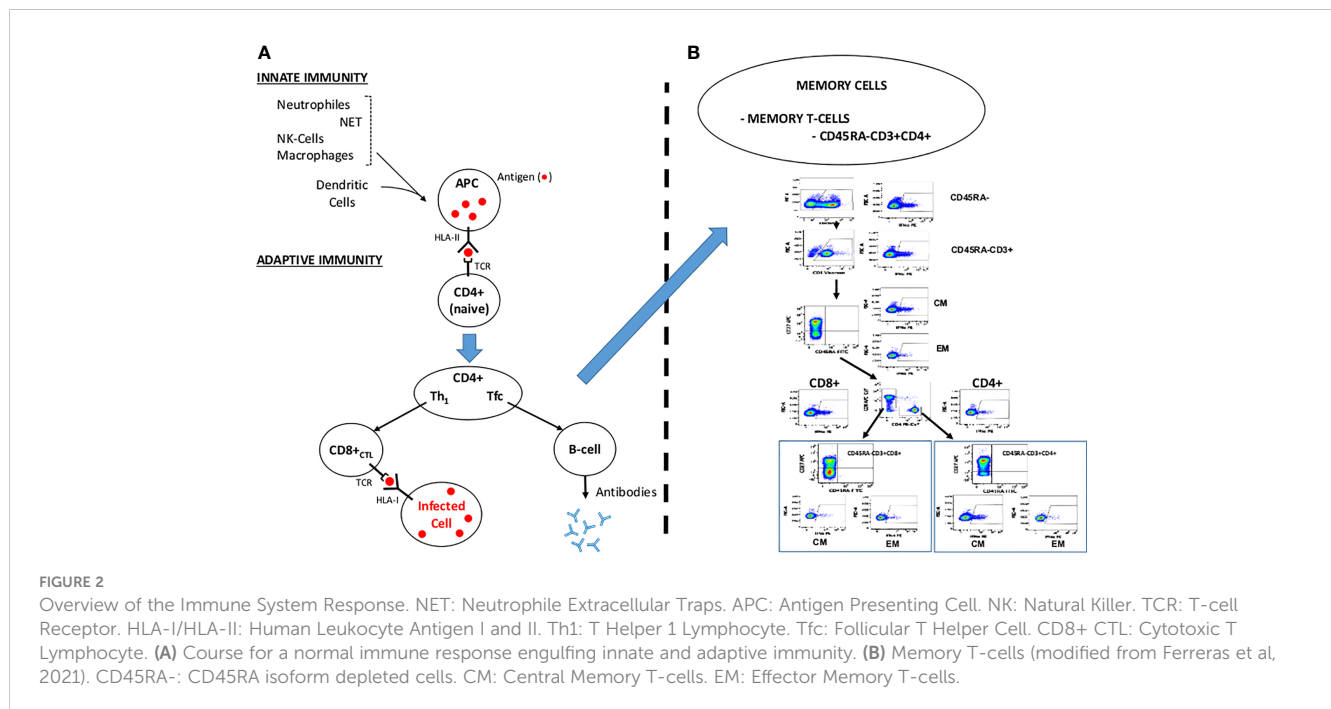 A
INNATE IMMUNITY
Neutrophiles
NET
NK-Cells
Macrophages
Dendritic
Cells
APC
Antigen (•)
HLA-II
TCR
ADAPTIVE IMMUNITY
CD4+
(naive)
CD4+
Th1 Tfc
CD8+CTL
TCR
HLA-I
Infected
Cell
B-cell
Antibodies
B
MEMORY CELLS
- MEMORY T-CELLS
- CD45RA-CD3+CD4+
CD45RA-
CD45RA-CD3+
CM
EM
CD8+
CD4+
CD45RA-CD3+CD8+
CD45RA-CD3+CD4+
CM
EM
CM
EM
FIGURE 2
Overview of the Immune System Response. NET: Neutrophile Extracellular Traps. APC: Antigen Presenting Cell. NK: Natural Killer. TCR: T-cell
Receptor. HLA-I/HLA-II: Human Leukocyte Antigen I and II. Th1: T Helper 1 Lymphocyte. Tfc: Follicular T Helper Cell. CD8+ CTL: Cytotoxic T
Lymphocyte. (A) Course for a normal immune response engulfing innate and adaptive immunity. (B) Memory T-cells (modified from Ferreras et al,
2021). CD45RA-: CD45RA isoform depleted cells. CM: Central Memory T-cells. EM: Effector Memory T-cells.